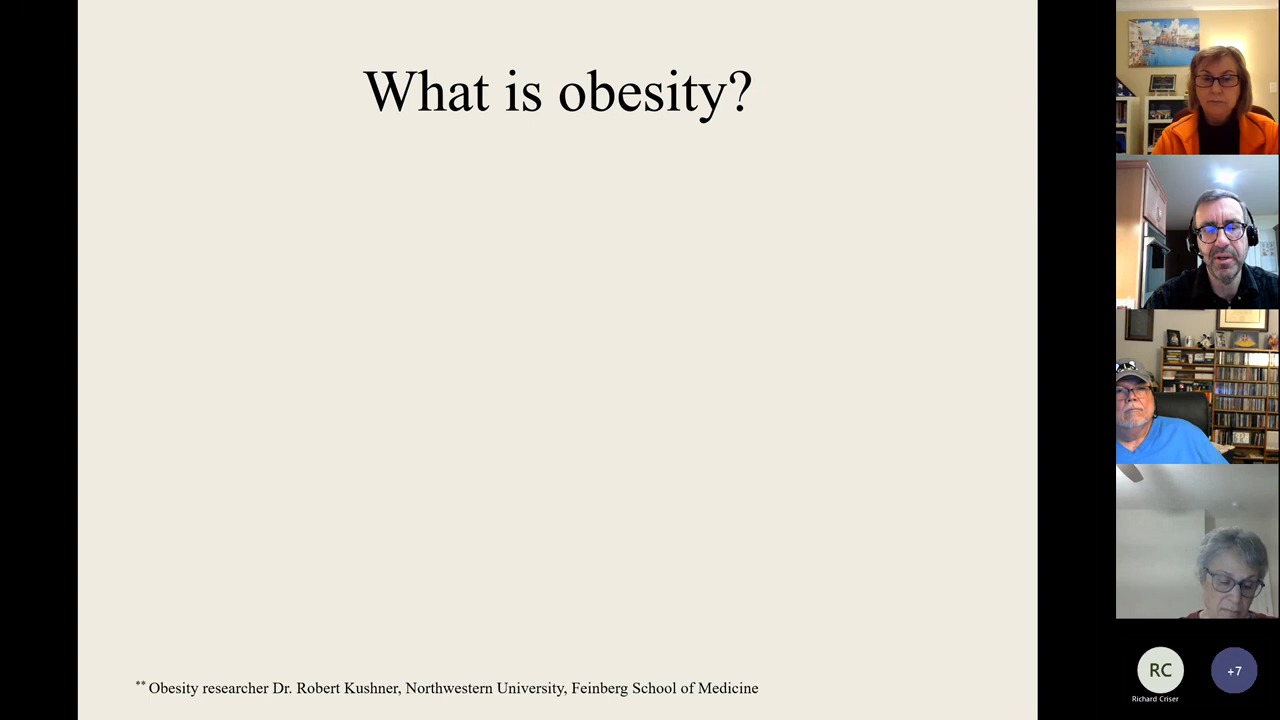 What is obesity?
** Obesity researcher Dr. Robert Kushner, Northwestern University, Feinberg School of Medicine
RC
+7
Richard Criser